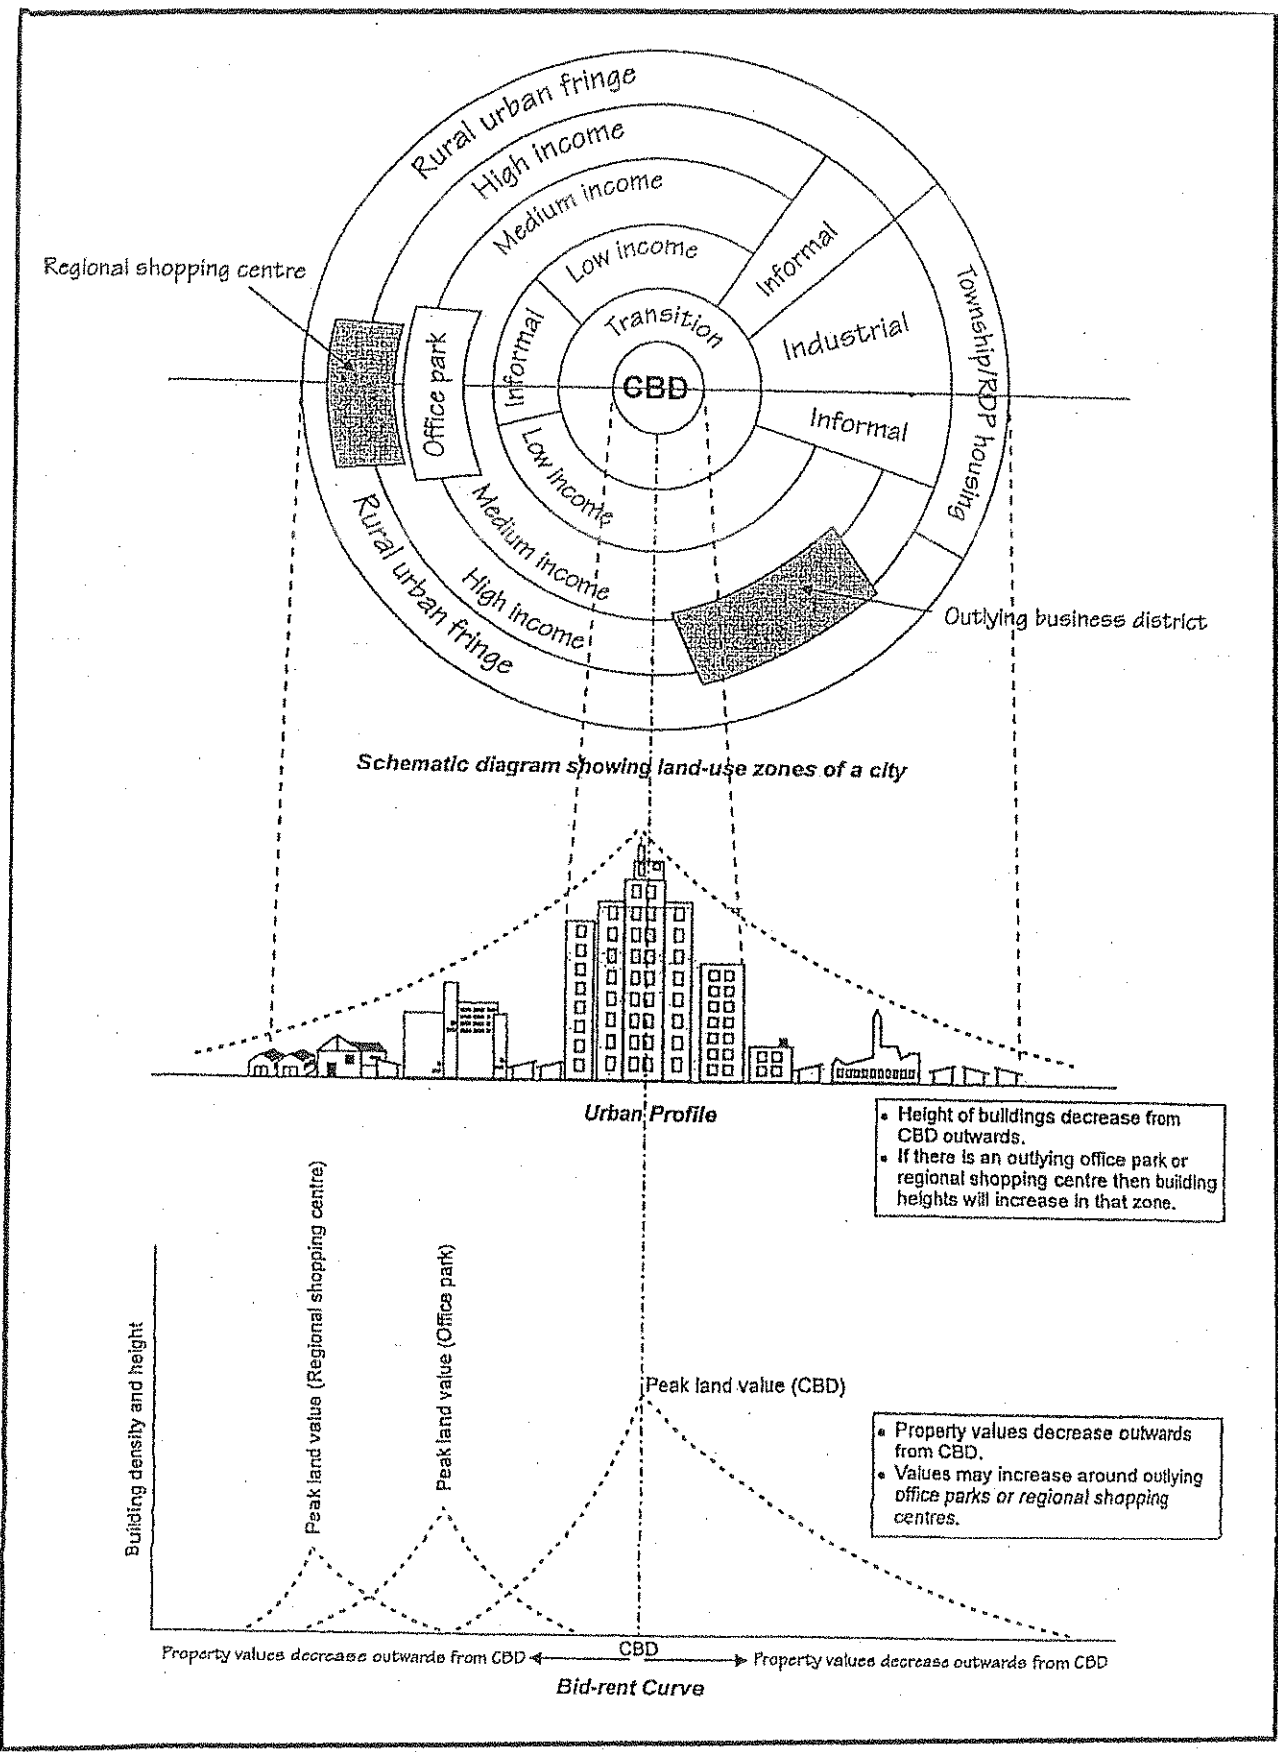 Rural urban fringe
High income
Medium income
Low income
Informal
Regional shopping centre
Transition
Township/RDP housing
Industrial
Office park
Informal
CBD
Informal
Low income
Medium income
High income
Rural urban fringe
Outlying business district
Schematic diagram showing land-use zones of a city
Urban Profile
• Height of buildings decrease from
CBD outwards.
• If there is an outlying office park or
regional shopping centre then building
heights will increase in that zone.
Building density and height
Peak land value (Regional shopping centre)
Peak land value (Office park)
Peak land value (CBD)
• Property values decrease outwards
from CBD.
• Values may increase around outlying
office parks or regional shopping
centres.
Property values decrease outwards from CBD
CBD
Property values decrease outwards from CBD
Bid-rent Curve